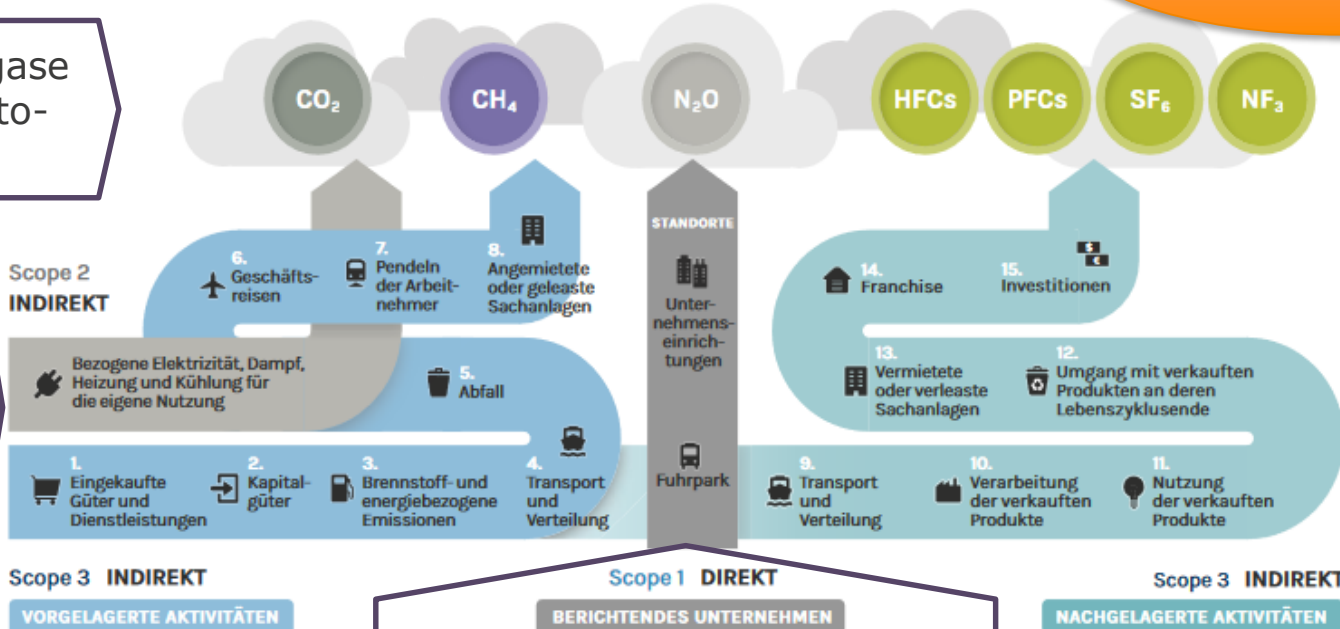 gase
to-
CO₂
CH₄
N₂O
HFCs
PFCs
SF₆
NF₃
Scope 2
INDIREKT
6.
Geschäfts-
reisen
7.
Pendeln
der Arbeit-
nehmer
8.
Angemietete
oder geleaste
Sachanlagen
STANDORTE
Unter-
nehmens-
einrich-
tungen
14.
Franchise
15.
Investitionen
$
€
Bezogene Elektrizität, Dampf,
Heizung und Kühlung für
die eigene Nutzung
5.
Abfall
13.
Vermietete
oder verleaste
Sachanlagen
12.
Umgang mit verkauften
Produkten an deren
Lebenszyklusende
1.
Eingekaufte
Güter und
Dienstleistungen
2.
Kapital-
güter
3.
Brennstoff- und
energiebezogene
Emissionen
4.
Transport
und
Verteilung
Fuhrpark
9.
Transport
und
Verteilung
10.
Verarbeitung
der verkauften
Produkte
11.
Nutzung
der verkauften
Produkte
Scope 3 INDIREKT
VORGELAGERTE AKTIVITÄTEN
Scope 1 DIREKT
BERICHTENDES UNTERNEHMEN
Scope 3 INDIREKT
NACHGELAGERTE AKTIVITÄTEN